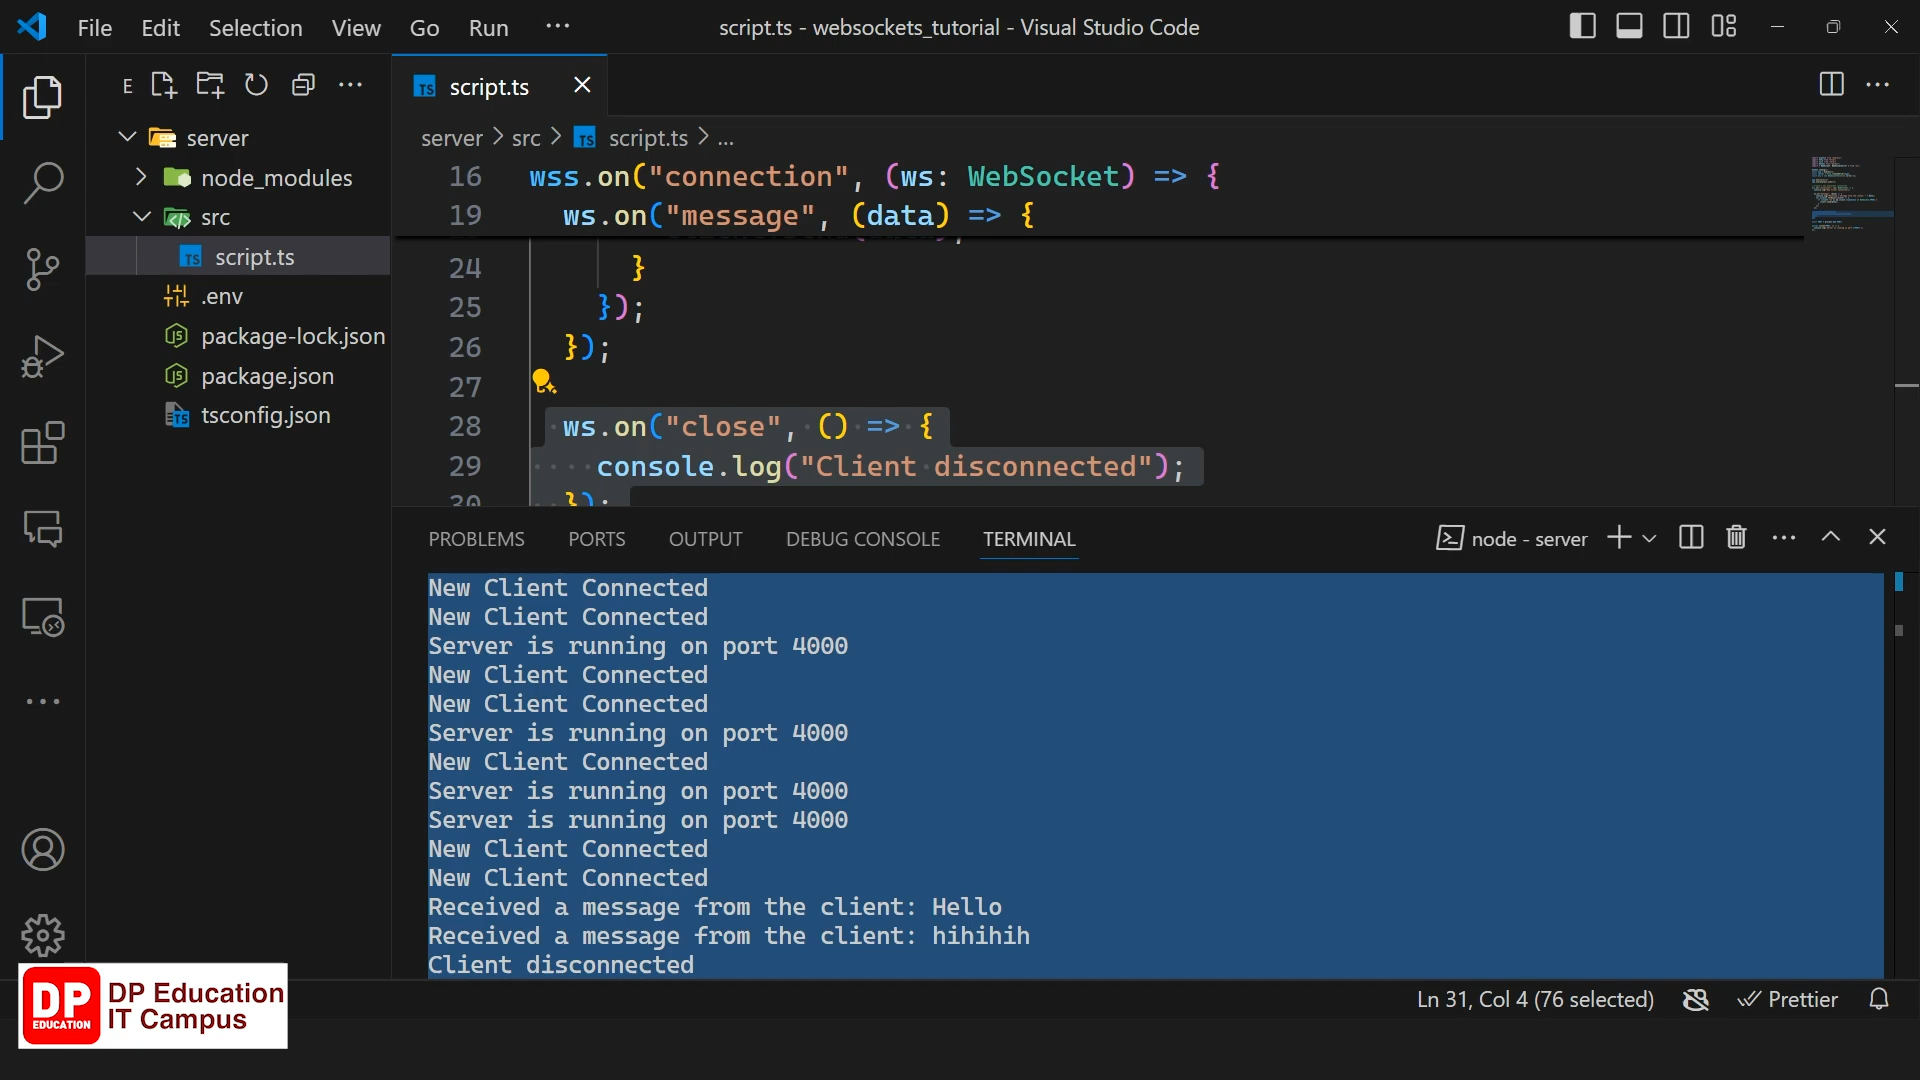 File Edit Selection View Go Run ···
script.ts - websockets_tutorial - Visual Studio Code
E
server
node_modules
src
script.ts
.env
package-lock.json
package.json
tsconfig.json
script.ts
server > src > script.ts > ...
16 wss.on("connection", (ws: WebSocket) => {
19 ws.on("message", (data) => {
24 }
25 });
26 });
27
28 ws.on("close", () => {
29 console.log("Client disconnected");
30 });
PROBLEMS PORTS OUTPUT DEBUG CONSOLE TERMINAL
node - server
New Client Connected
New Client Connected
Server is running on port 4000
New Client Connected
New Client Connected
Server is running on port 4000
New Client Connected
Server is running on port 4000
Server is running on port 4000
New Client Connected
New Client Connected
Received a message from the client: Hello
Received a message from the client: hihihih
Client disconnected
Ln 31, Col 4 (76 selected) Prettier
DP
EDUCATION
DP Education
IT Campus